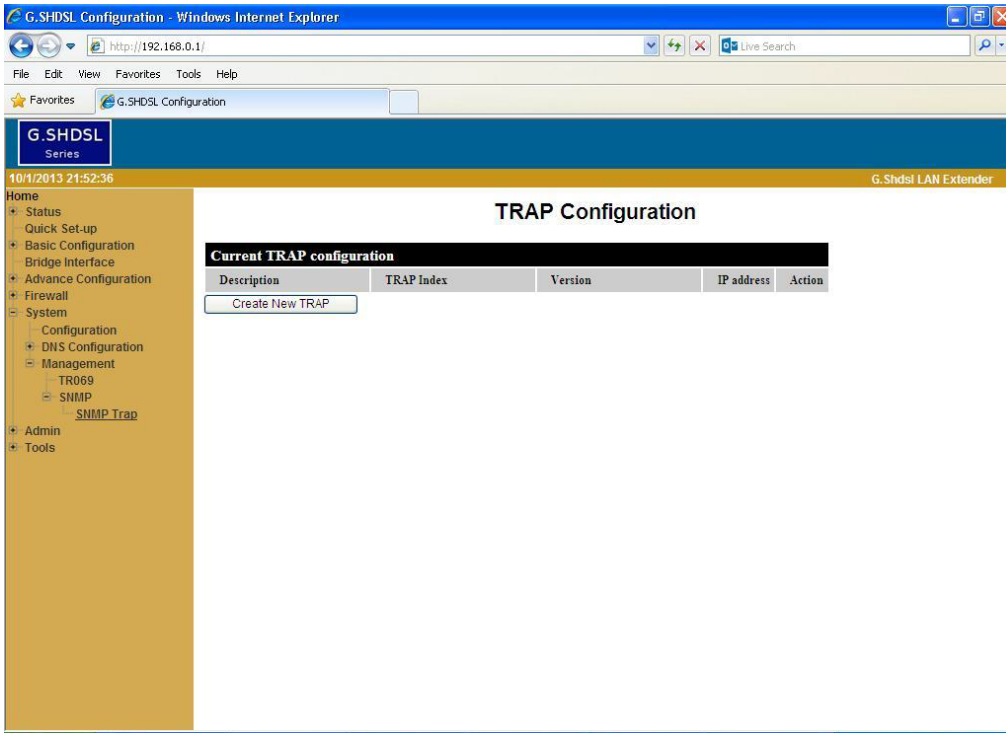 G.SHDSL Configuration - Windows Internet Explorer
http://192.168.0.1/
Live Search
File Edit View Favorites Tools Help
Favorites G.SHDSL Configuration
G.SHDSL
Series
10/1/2013 21:52:36 G.Shdsl LAN Extender
Home
Status
Quick Set-up
Basic Configuration
Bridge Interface
Advance Configuration
Firewall
System
Configuration
DNS Configuration
Management
TR069
SNMP
SNMP Trap
Admin
Tools
TRAP Configuration
Current TRAP configuration
Description TRAP Index Version IP address Action
Create New TRAP